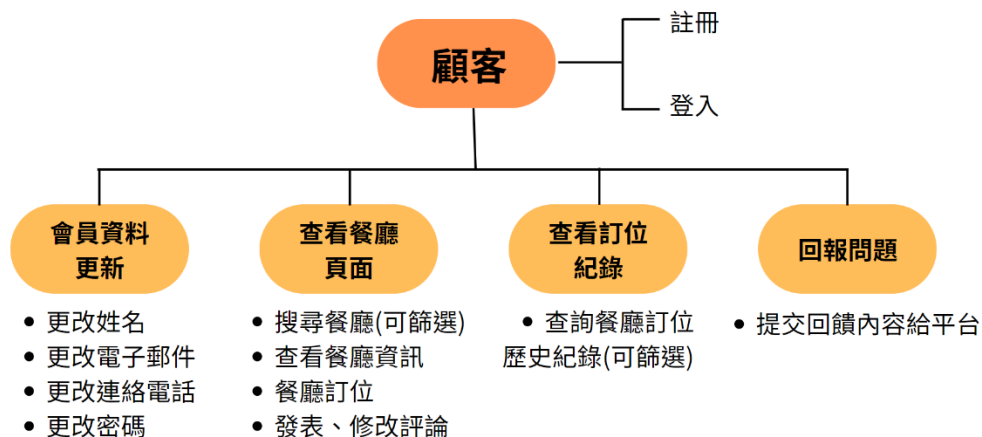 顧客
註冊
登入
會員資料
更新
• 更改姓名
• 更改電子郵件
• 更改連絡電話
• 更改密碼
查看餐廳
頁面
• 搜尋餐廳(可篩選)
• 查看餐廳資訊
• 餐廳訂位
• 發表、修改評論
查看訂位
紀錄
• 查詢餐廳訂位
歷史紀錄(可篩選)
回報問題
• 提交回饋內容給平台